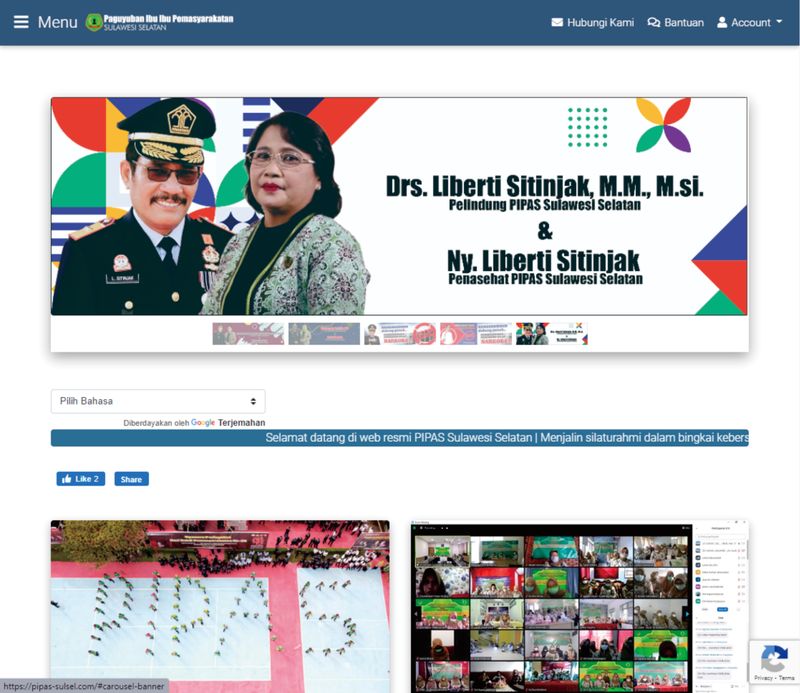 Menu
Paguyuban Ibu Ibu Pemasyarakatan
SULAWESI SELATAN
Hubungi Kami
Bantuan
Account
L. SITINJAK
Drs. Liberti Sitinjak, M.M., M.si.
Pelindung PIPAS Sulawesi Selatan
&
Ny. Liberti Sitinjak
Penasehat PIPAS Sulawesi Selatan
Pilih Bahasa
Diberdayakan oleh Google Terjemahan
Selamat datang di web resmi PIPAS Sulawesi Selatan | Menjalin silaturahmi dalam bingkai kebers
Like 2
Share
https://pipas-sulsel.com/#carousel-banner
Privacy - Terms